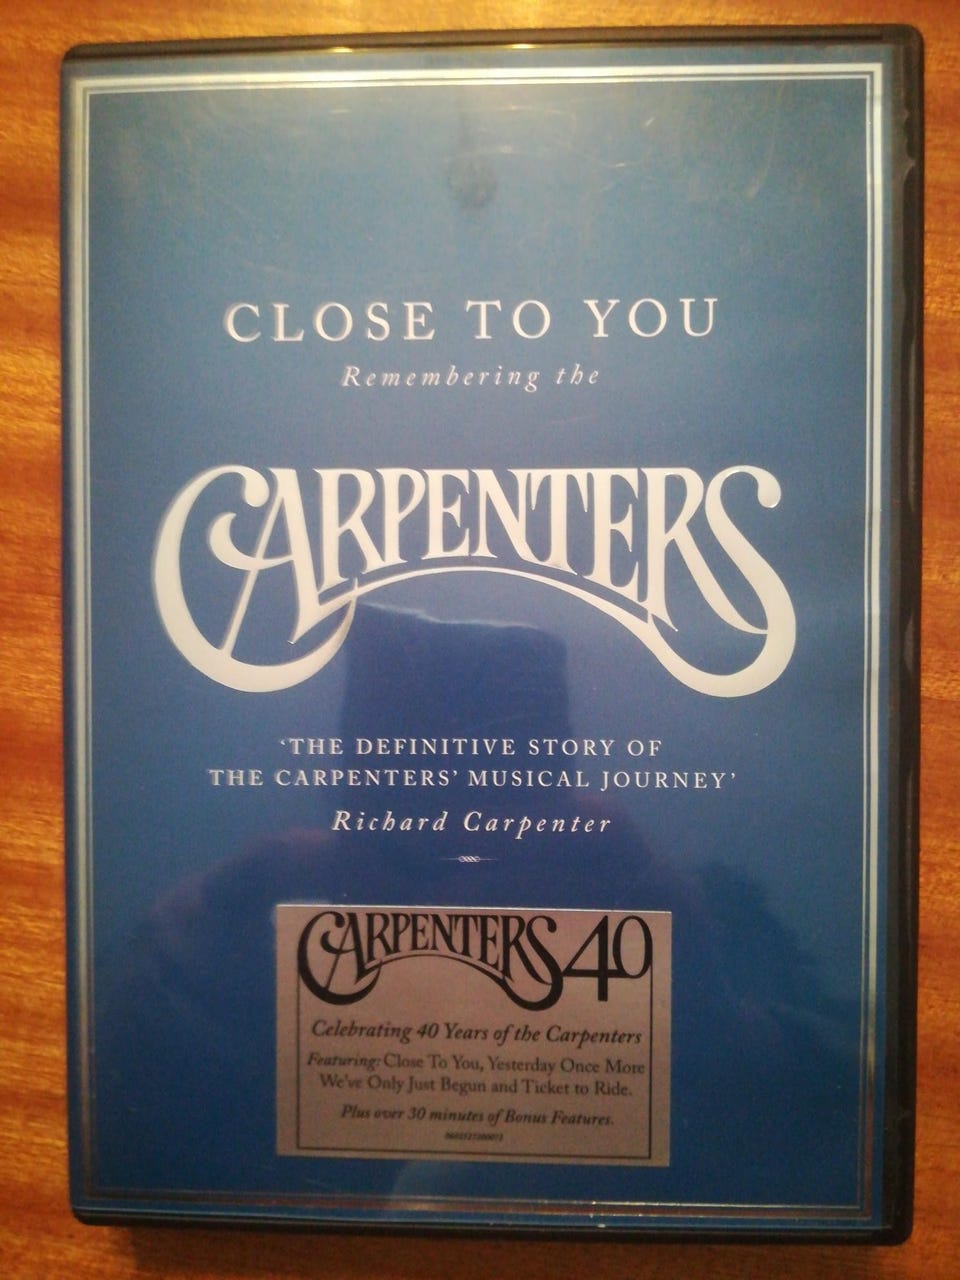 CLOSE TO YOU
Remembering the
CARPENTERS
‘THE DEFINITIVE STORY OF
THE CARPENTERS’ MUSICAL JOURNEY’
Richard Carpenter
CARPENTERS 40
Celebrating 40 Years of the Carpenters
Featuring: Close To You, Yesterday Once More
We've Only Just Begun and Ticket to Ride.
Plus over 30 minutes of Bonus Features.